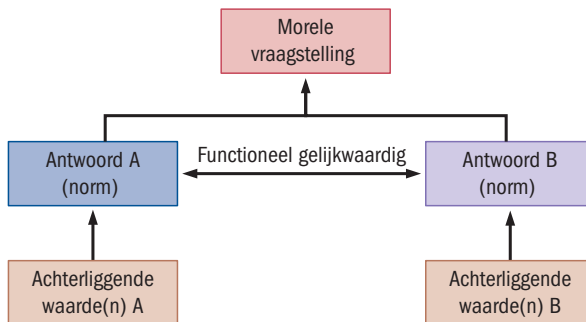 Morele
vraagstelling
Antwoord A
(norm)
Functioneel gelijkwaardig
Antwoord B
(norm)
Achterliggende
waarde(n) A
Achterliggende
waarde(n) B